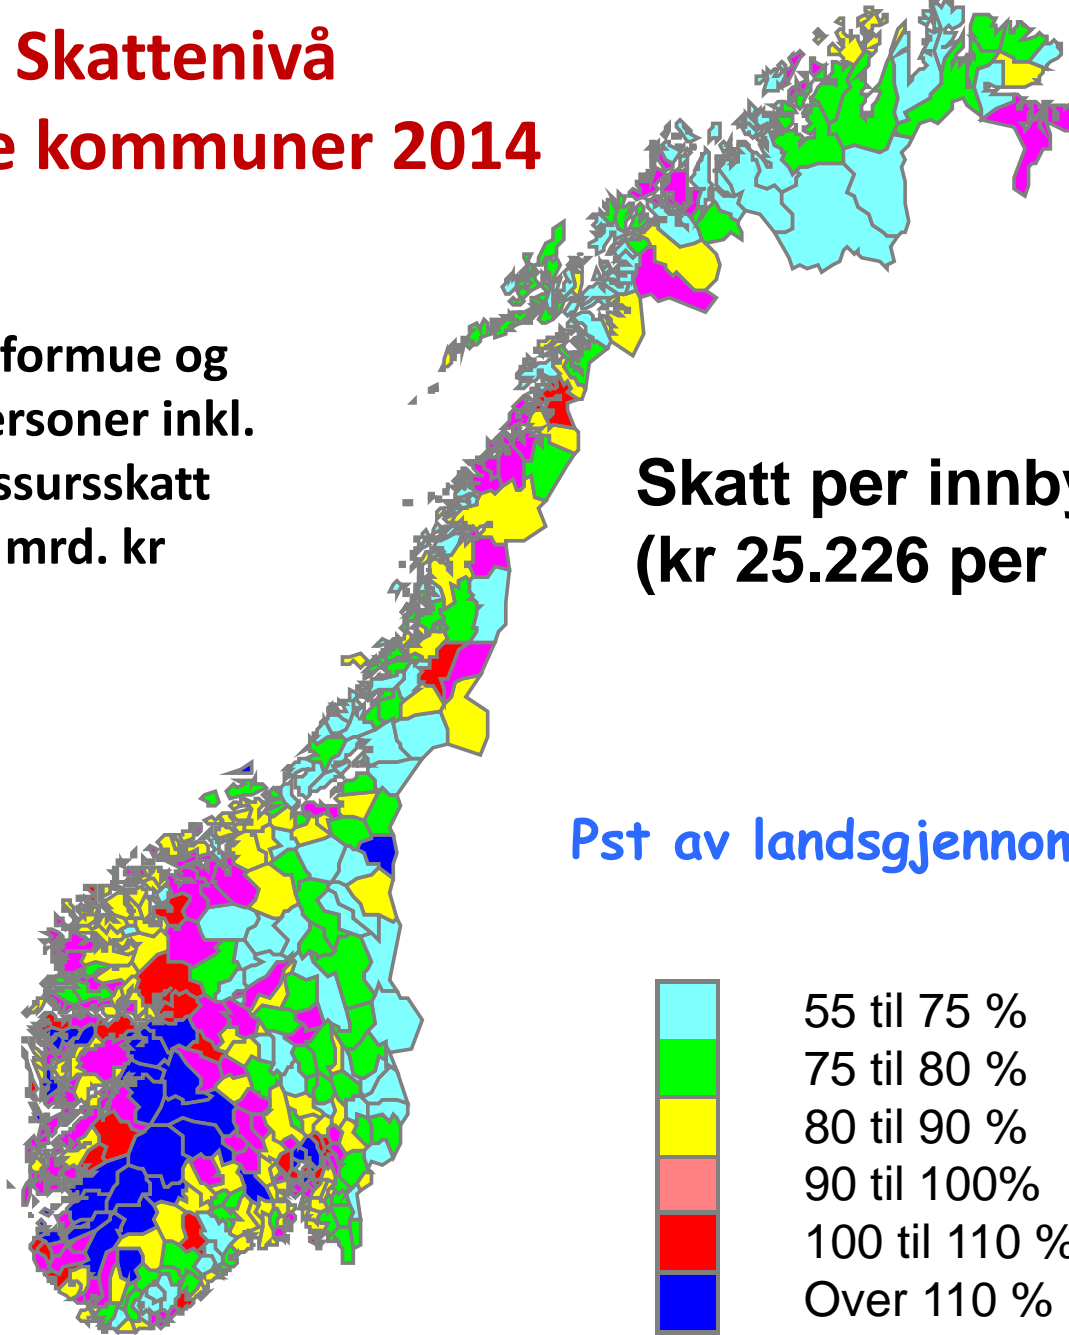 Skattenivå
e kommuner 2014
formue og
ersoner inkl.
ssursskatt
mrd. kr
Skatt per innby
(kr 25.226 per
Pst av landsgjennom
55 til 75 %
75 til 80 %
80 til 90 %
90 til 100%
100 til 110 %
Over 110 %